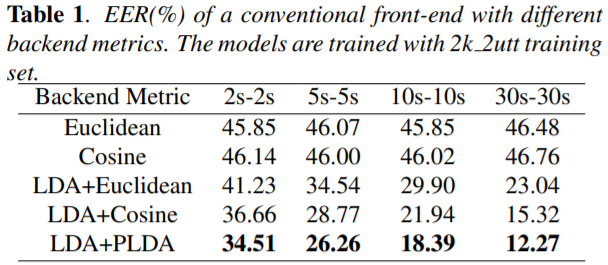 Table 1. EER(%) of a conventional front-end with different
backend metrics. The models are trained with 2k_2utt training
set.
Backend Metric 2s-2s 5s-5s 10s-10s 30s-30s
Euclidean 45.85 46.07 45.85 46.48
Cosine 46.14 46.00 46.02 46.76
LDA+Euclidean 41.23 34.54 29.90 23.04
LDA+Cosine 36.66 28.77 21.94 15.32
LDA+PLDA 34.51 26.26 18.39 12.27